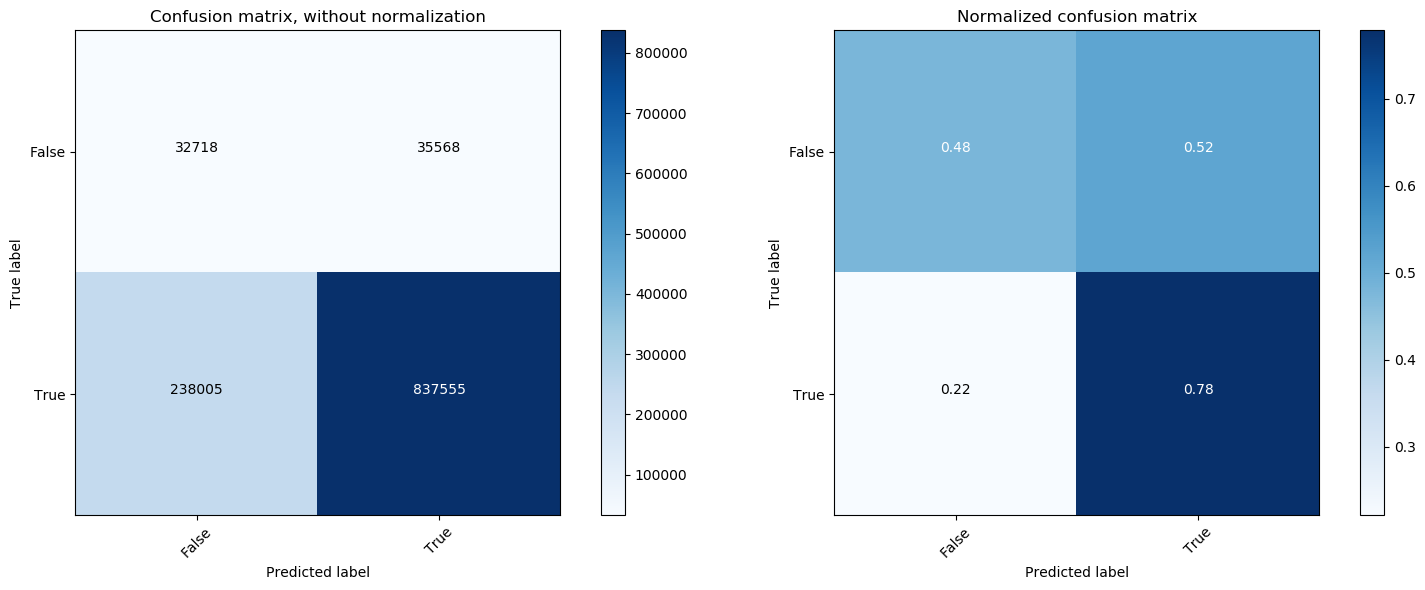 Confusion matrix, without normalization
800000
700000
600000
500000
400000
300000
200000
100000
False
True
True label
32718 35568
238005 837555
False True
Predicted label
Normalized confusion matrix
0.7
0.6
0.5
0.4
0.3
False
True
True label
0.48 0.52
0.22 0.78
False True
Predicted label